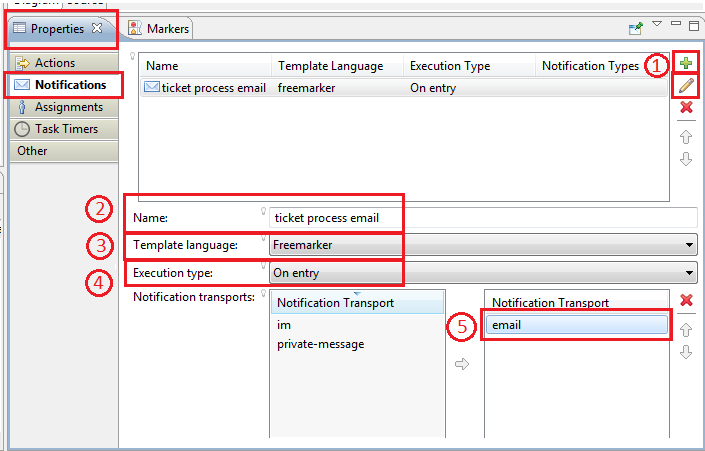 Diagram Source
Properties
Markers
Actions
Notifications
Assignments
Task Timers
Other
Name Template Language Execution Type Notification Types
1
ticket process email freemarker On entry
2
Name: ticket process email
3
Template language: Freemarker
4
Execution type: On entry
Notification transports: Notification Transport Notification Transport
im
5
email
private-message